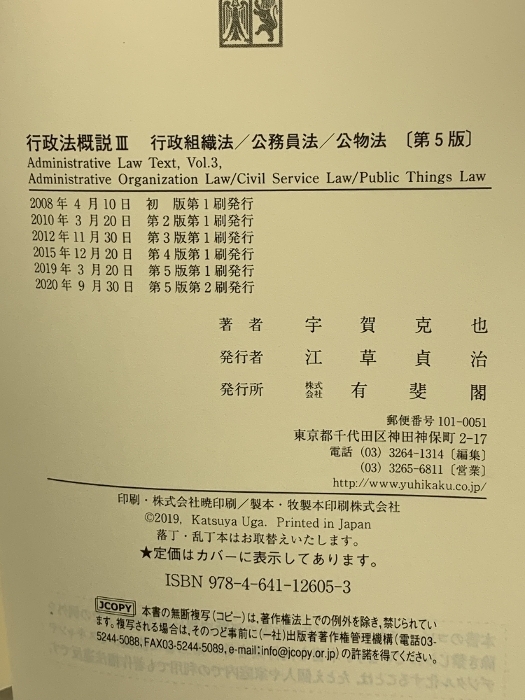 行政法概説Ⅲ 行政組織法／公務員法／公物法〔第5版〕
Administrative Law Text, Vol.3,
Administrative Organization Law/Civil Service Law/Public Things Law
2008年4月10日 初 版第1刷発行
2010年3月20日 第2版第1刷発行
2012年11月30日 第3版第1刷発行
2015年12月20日 第4版第1刷発行
2019年3月20日 第5版第1刷発行
2020年9月30日 第5版第2刷発行
著者 宇賀克也
発行者 江草貞治
発行所 株式会社 有斐閣
郵便番号 101-0051
東京都千代田区神田神保町2-17
電話 (03) 3264-1314〔編集〕
(03) 3265-6811〔営業〕
http://www.yuhikaku.co.jp/
印刷・株式会社暁印刷／製本・牧製本印刷株式会社
©2019, Katsuya Uga. Printed in Japan
落丁・乱丁本はお取替えいたします。
★定価はカバーに表示してあります。
ISBN 978-4-641-12605-3
JCOPY 本書の無断複写(コピー)は、著作権法上での例外を除き、禁じられてい
ます。複写される場合は、そのつど事前に(一社)出版者著作権管理機構(電話03-
5244-5088, FAX03-5244-5089, e-mail:info@jcopy.or.jp)の許諾を得てください。